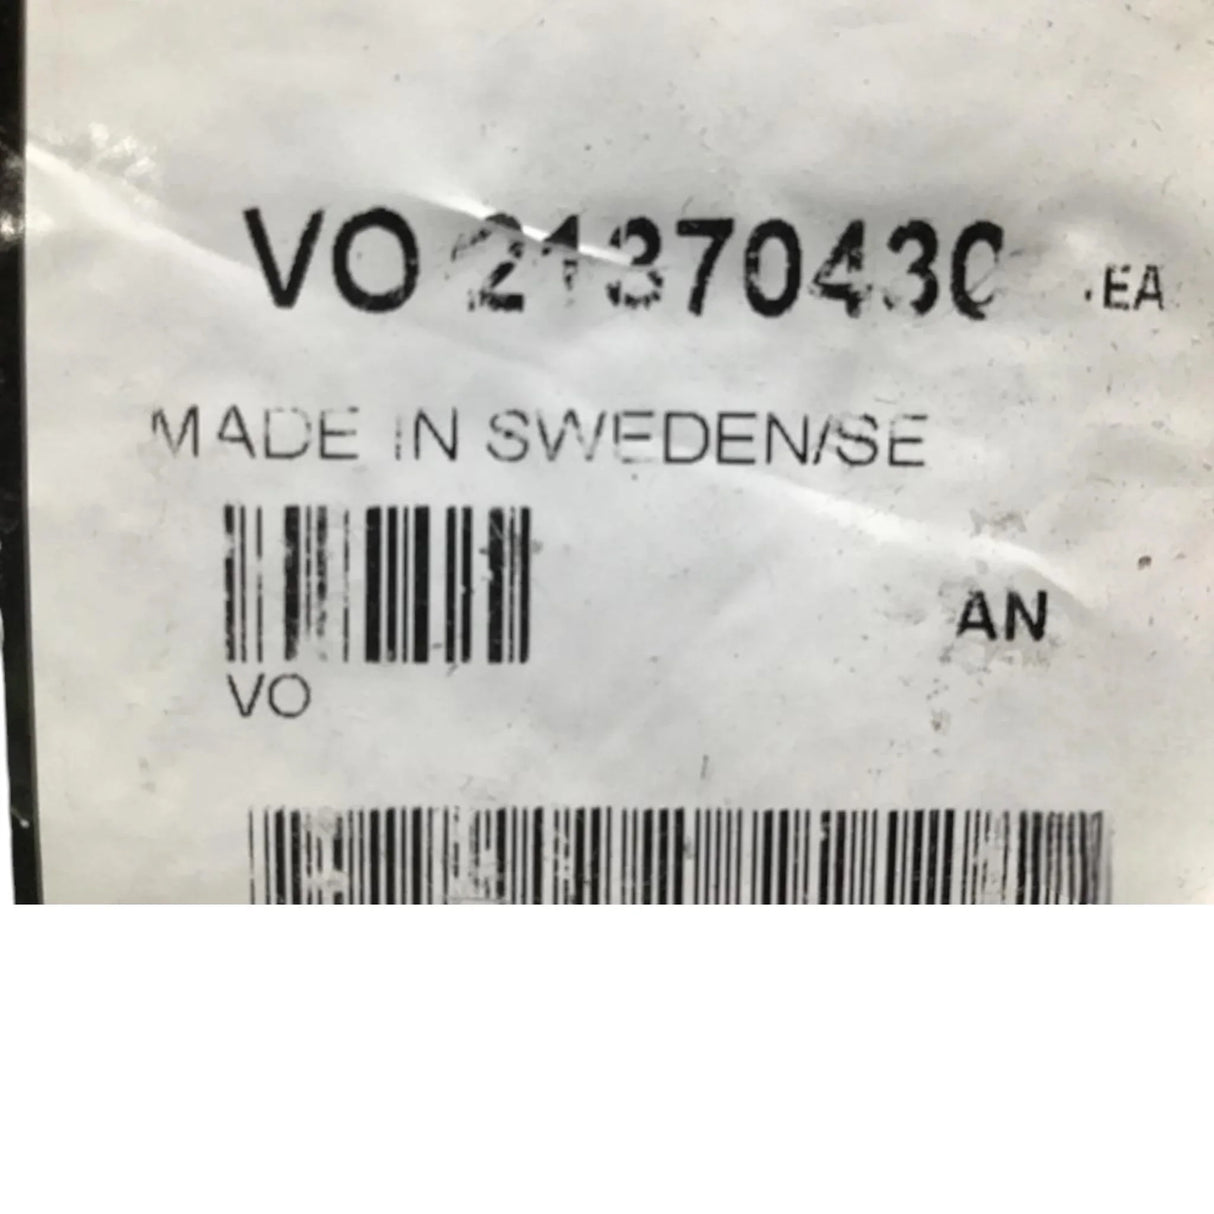 VO 21370430 .EA
MADE IN SWEDEN/SE
AN
VO